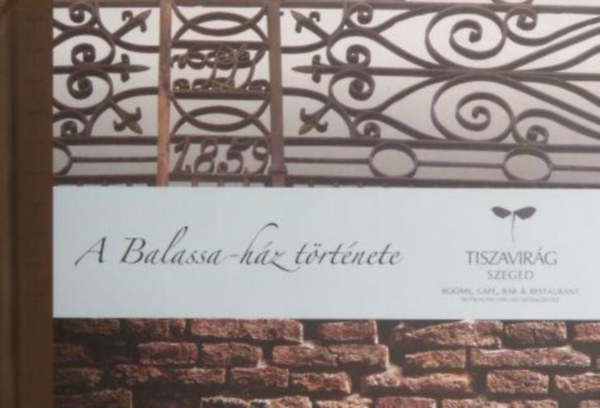 1859
A Balassa-ház története
TISZAVIRÁG
SZEGED
ROOMS, CAFE, BAR & RESTAURANT